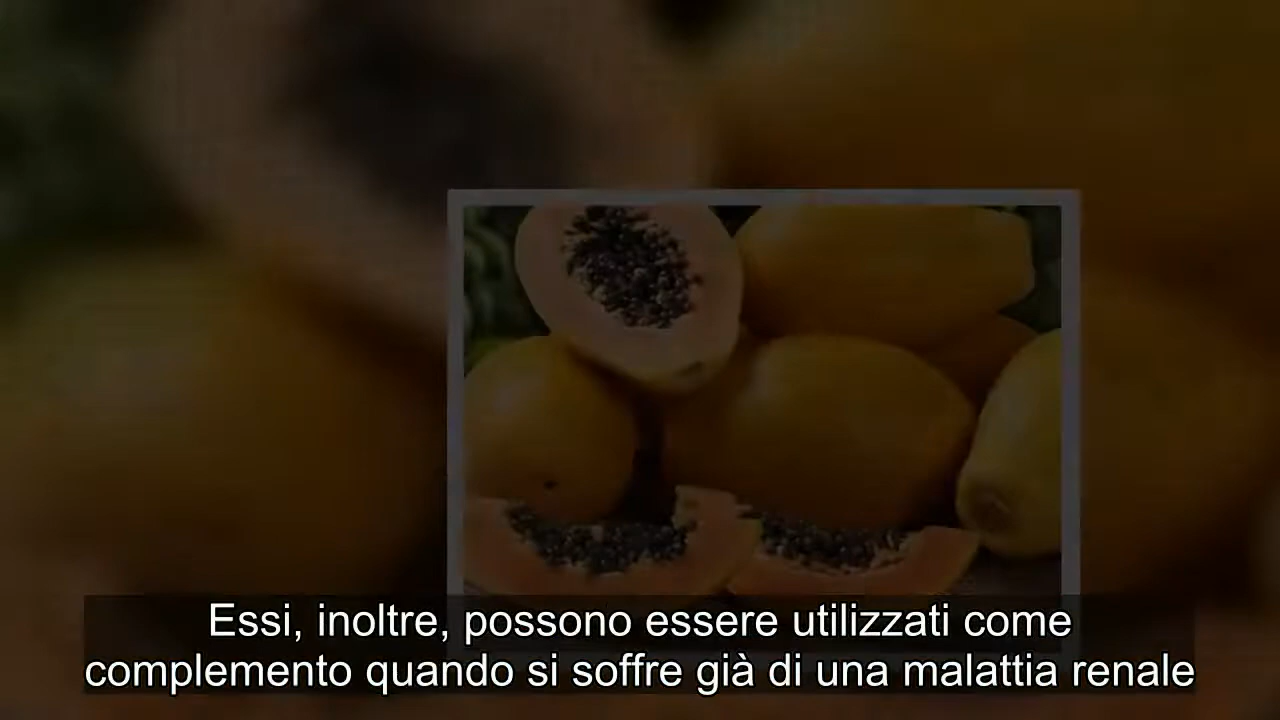 Essi, inoltre, possono essere utilizzati come
complemento quando si soffre già di una malattia renale